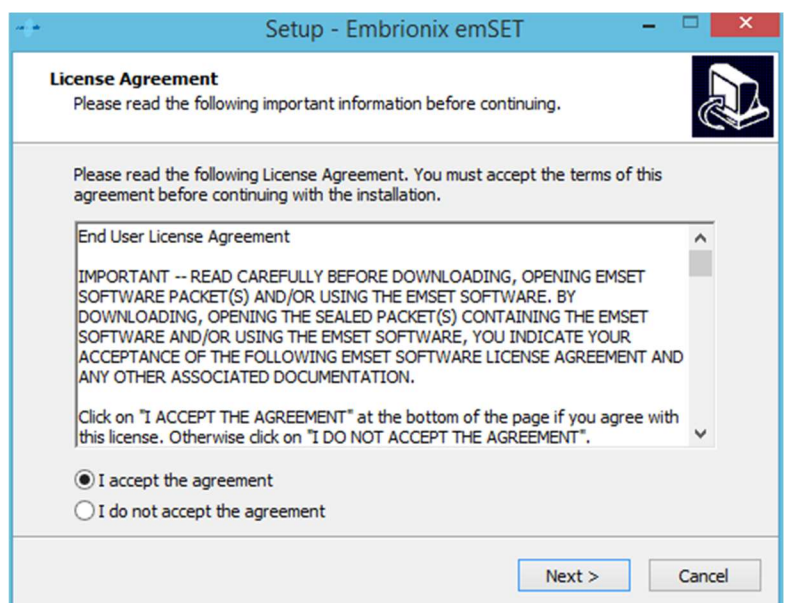 Setup - Embrionix emSET
License Agreement
Please read the following important information before continuing.
Please read the following License Agreement. You must accept the terms of this
agreement before continuing with the installation.
End User License Agreement
IMPORTANT -- READ CAREFULLY BEFORE DOWNLOADING, OPENING EMSET
SOFTWARE PACKET(S) AND/OR USING THE EMSET SOFTWARE. BY
DOWNLOADING, OPENING THE SEALED PACKET(S) CONTAINING THE EMSET
SOFTWARE AND/OR USING THE EMSET SOFTWARE, YOU INDICATE YOUR
ACCEPTANCE OF THE FOLLOWING EMSET SOFTWARE LICENSE AGREEMENT AND
ANY OTHER ASSOCIATED DOCUMENTATION.
Click on "I ACCEPT THE AGREEMENT" at the bottom of the page if you agree with
this license. Otherwise click on "I DO NOT ACCEPT THE AGREEMENT".
I accept the agreement
I do not accept the agreement
Next >
Cancel